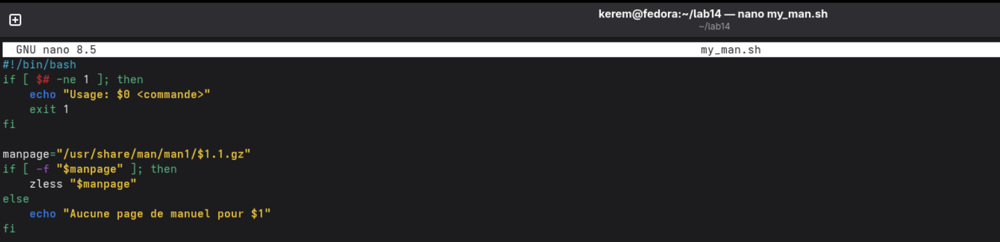 kerem@fedora:~/lab14 — nano my_man.sh
~/lab14
GNU nano 8.5 my_man.sh
#!/bin/bash
if [ $# -ne 1 ]; then
    echo "Usage: $0 <commande>"
    exit 1
fi

manpage="/usr/share/man/man1/$1.1.gz"
if [ -f "$manpage" ]; then
    zless "$manpage"
else
    echo "Aucune page de manuel pour $1"
fi